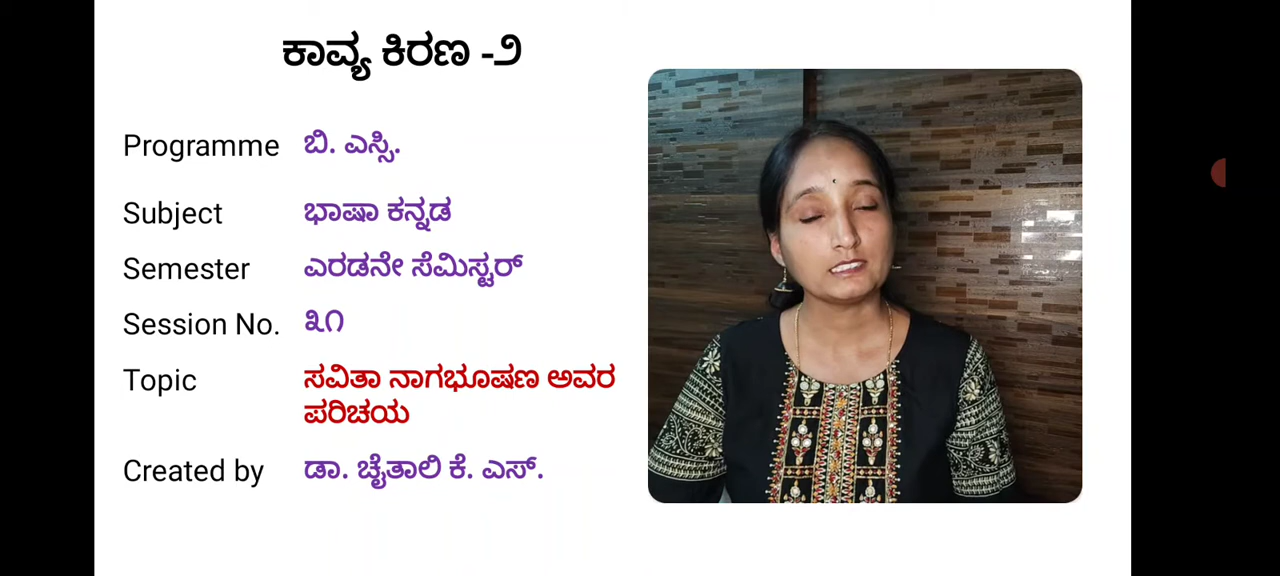 ಕಾವ್ಯ ಕಿರಣ -೨
Programme ಬಿ. ಎಸ್ಸಿ.
Subject ಭಾಷಾ ಕನ್ನಡ
Semester ಎರಡನೇ ಸೆಮಿಸ್ಟರ್
Session No. ೩೧
Topic ಸವಿತಾ ನಾಗಭೂಷಣ ಅವರ
ಪರಿಚಯ
Created by ಡಾ. ಚೈತಾಲಿ ಕೆ. ಎಸ್.